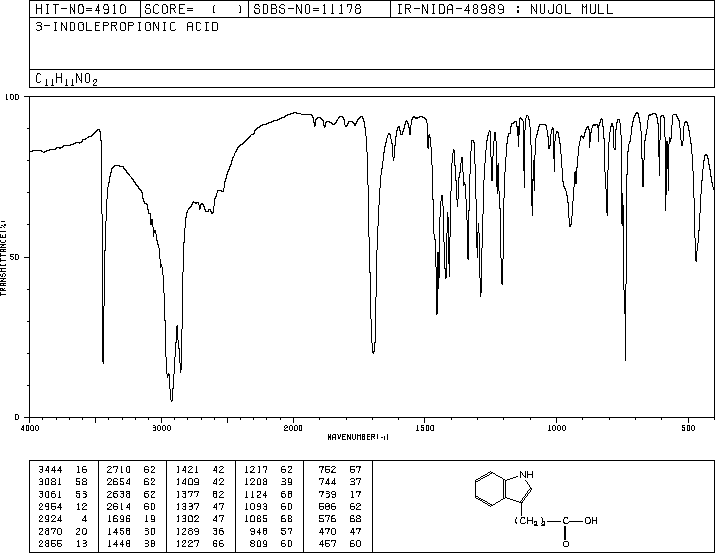 HIT-NO=4910 SCORE= ( ) SDBS-NO=11178 IR-NIDA-48989 : NUJOL MULL
3-INDOLEPROPIONIC ACID
C11H11NO2
100
50
0
TRANSMITTANCE(%)
4000 3000 2000 1500 1000 500
WAVENUMBER(-1)
3444 16 2710 62 1421 42 1217 62 752 57
3081 58 2654 62 1409 42 1208 39 744 37
3061 53 2638 62 1377 62 1124 68 739 17
2954 12 2614 60 1337 47 1093 60 586 62
2924 4 1696 19 1302 47 1085 68 576 68
2870 20 1458 30 1289 36 948 57 470 47
2855 13 1448 38 1227 66 809 60 457 60
NH
(CH2)2 C OH
O